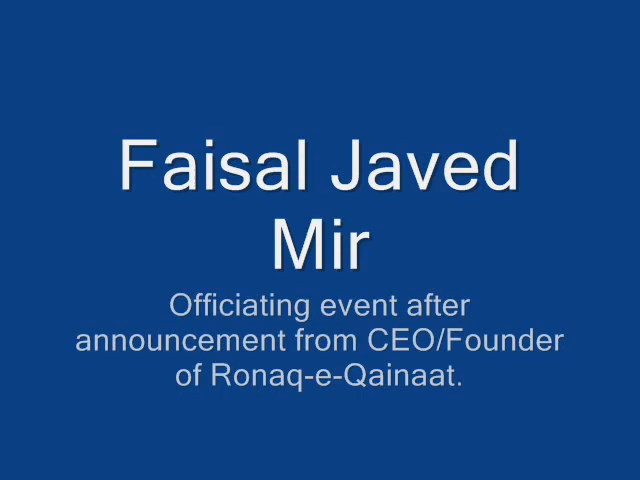 Faisal Javed
Mir
Officiating event after
announcement from CEO/Founder
of Ronaq-e-Qainaat.